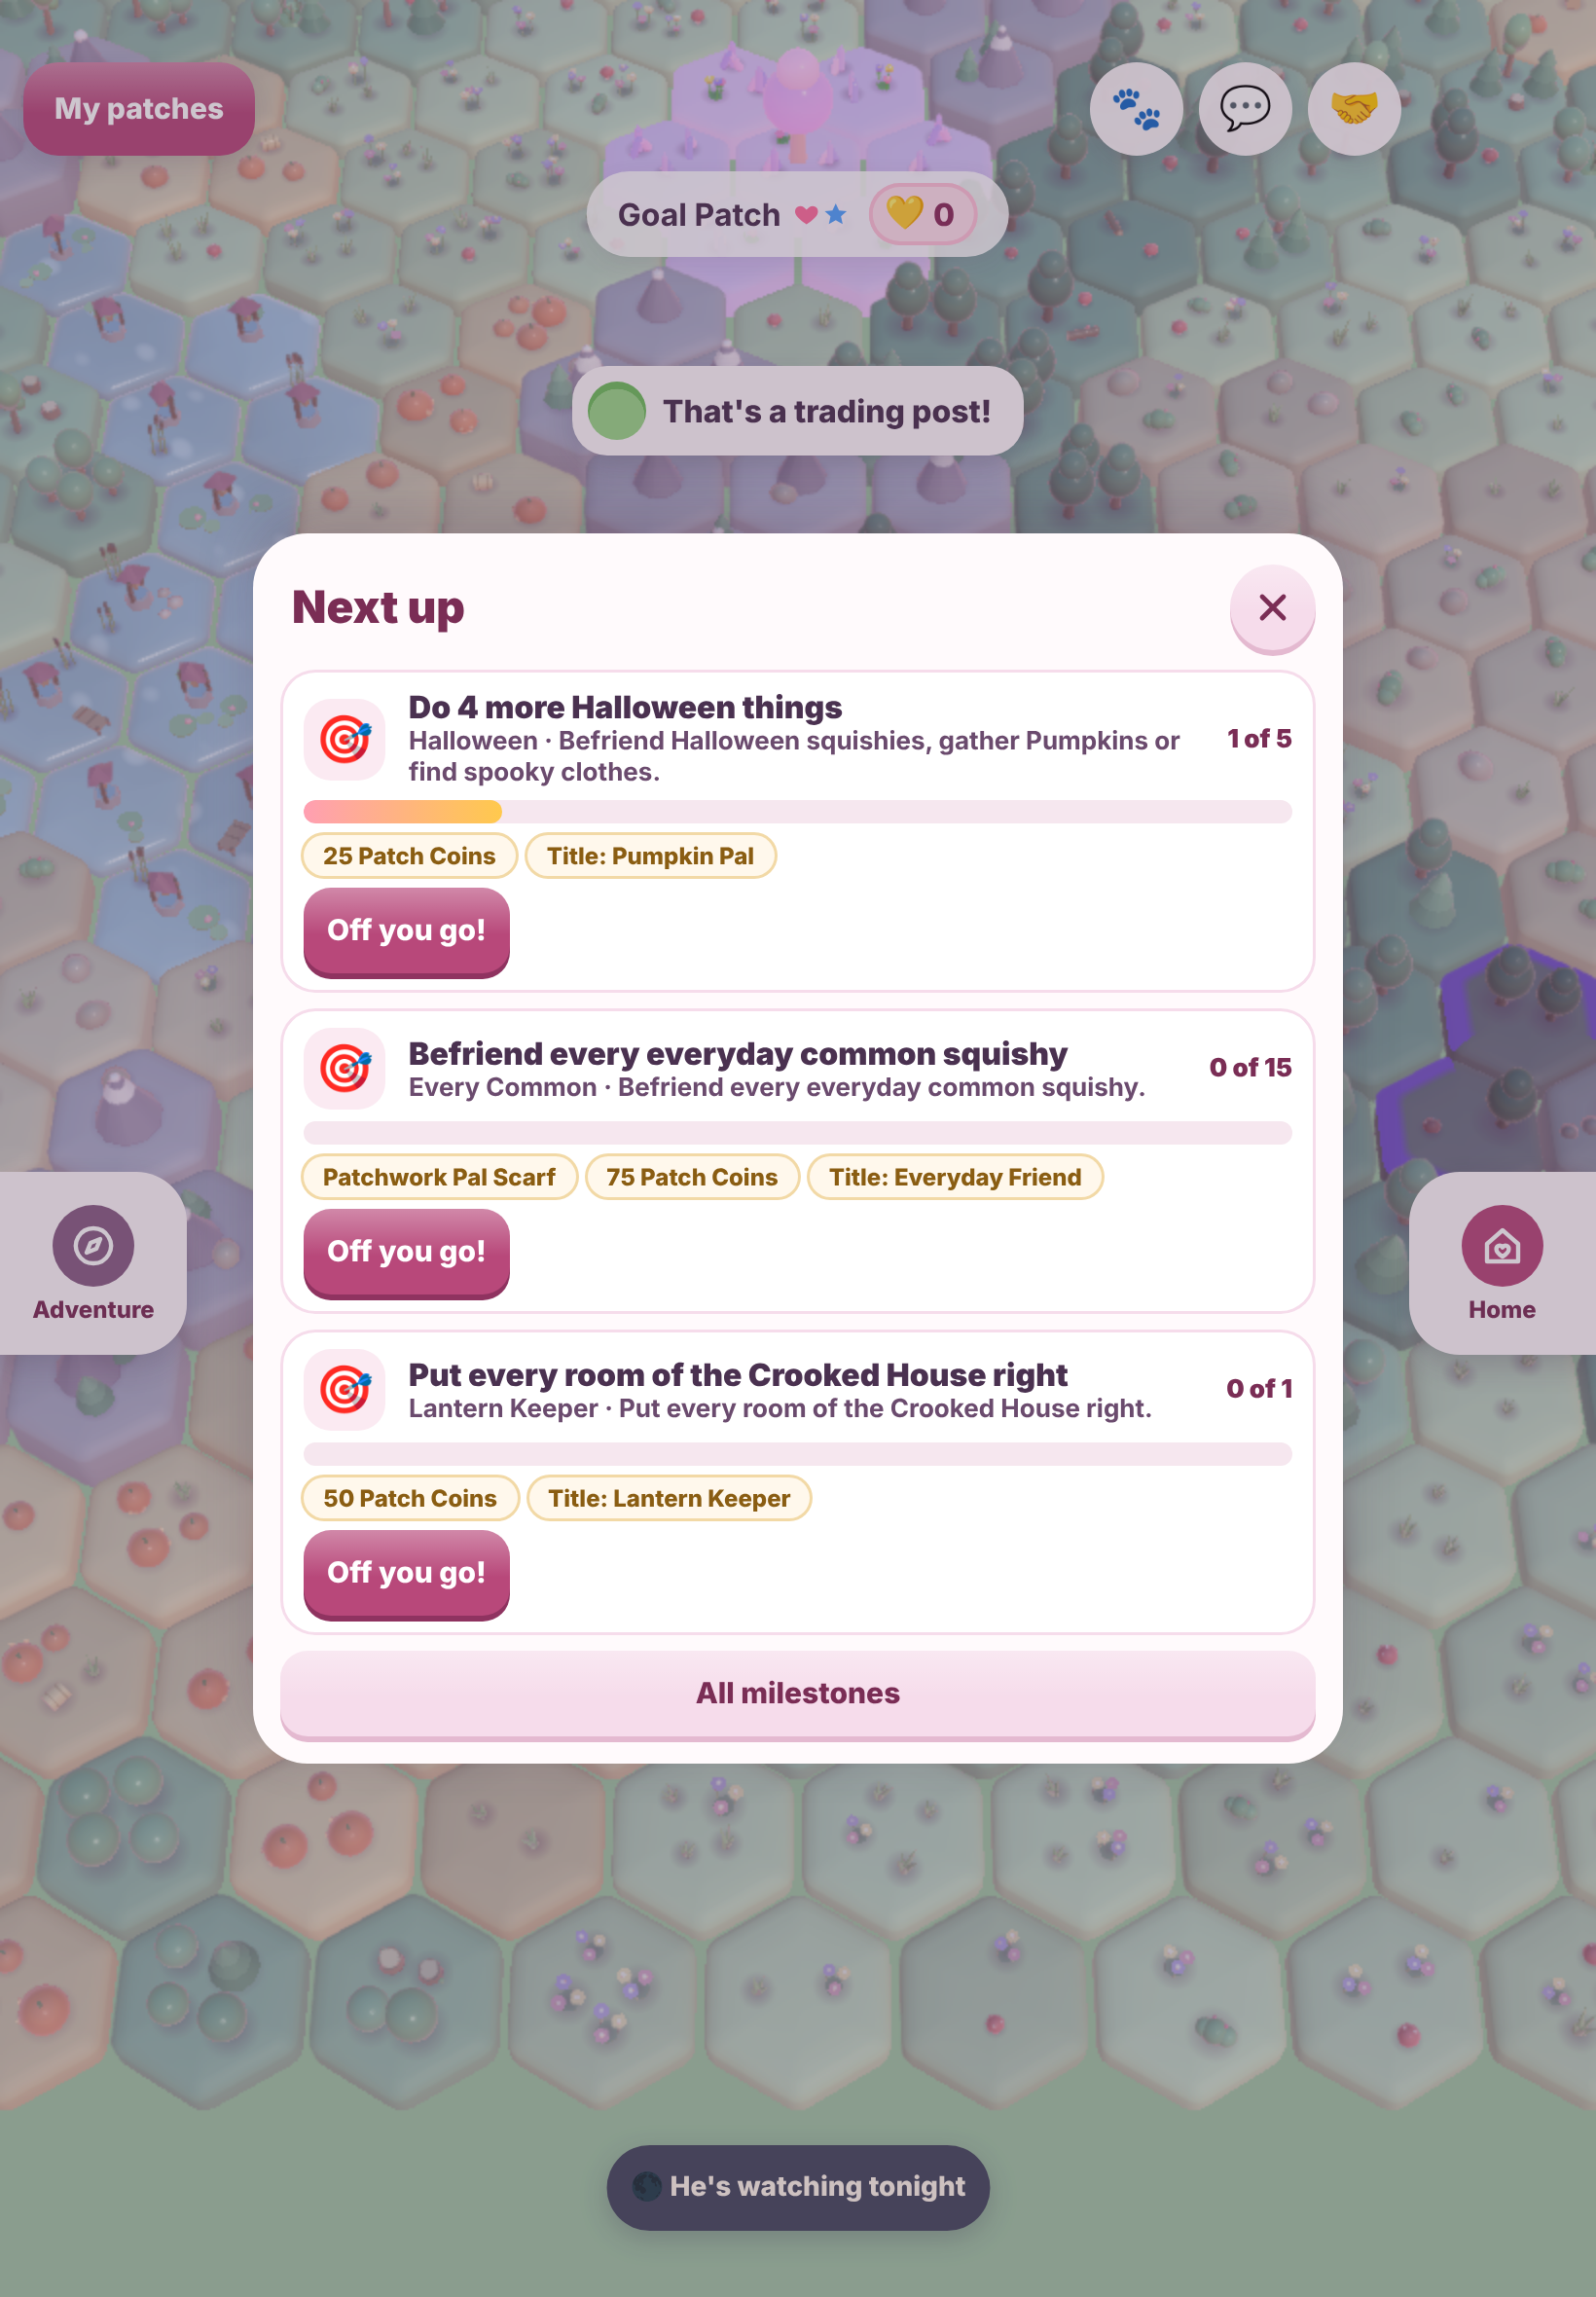 My patches
Goal Patch
0
That's a trading post!
Next up
Do 4 more Halloween things
Halloween · Befriend Halloween squishies, gather Pumpkins or
find spooky clothes.
1 of 5
25 Patch Coins
Title: Pumpkin Pal
Off you go!
Befriend every everyday common squishy
Every Common · Befriend every everyday common squishy.
0 of 15
Patchwork Pal Scarf
75 Patch Coins
Title: Everyday Friend
Off you go!
Adventure
Home
Put every room of the Crooked House right
Lantern Keeper · Put every room of the Crooked House right.
0 of 1
50 Patch Coins
Title: Lantern Keeper
Off you go!
All milestones
He's watching tonight